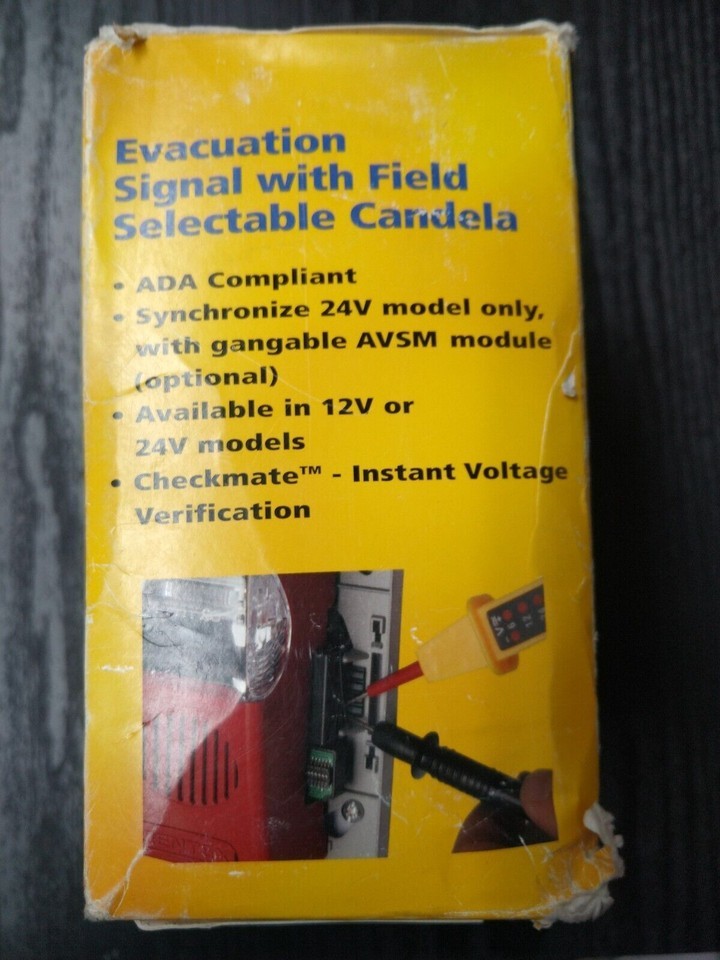 Evacuation
Signal with Field
Selectable Candela
• ADA Compliant
• Synchronize 24V model only,
with gangable AVSM module
(optional)
• Available in 12V or
24V models
• Checkmate™ - Instant Voltage
Verification